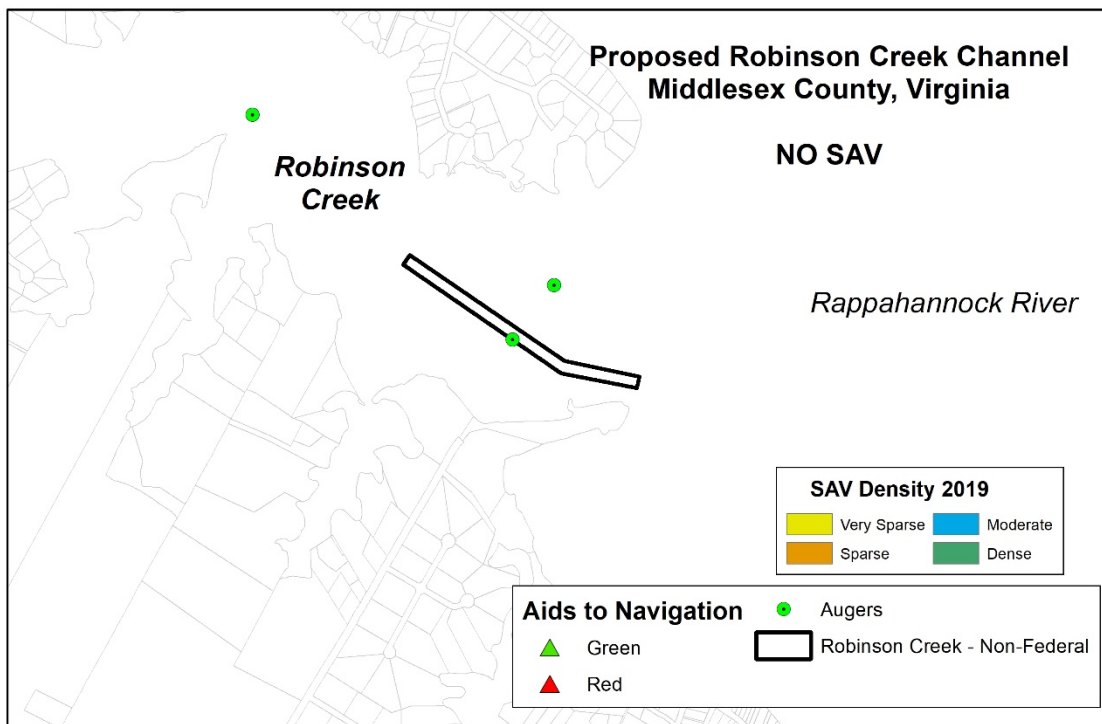 Proposed Robinson Creek Channel
Middlesex County, Virginia
NO SAV
Robinson
Creek
Rappahannock River
SAV Density 2019
Very Sparse
Moderate
Sparse
Dense
Aids to Navigation
Augers
Green
Robinson Creek - Non-Federal
Red